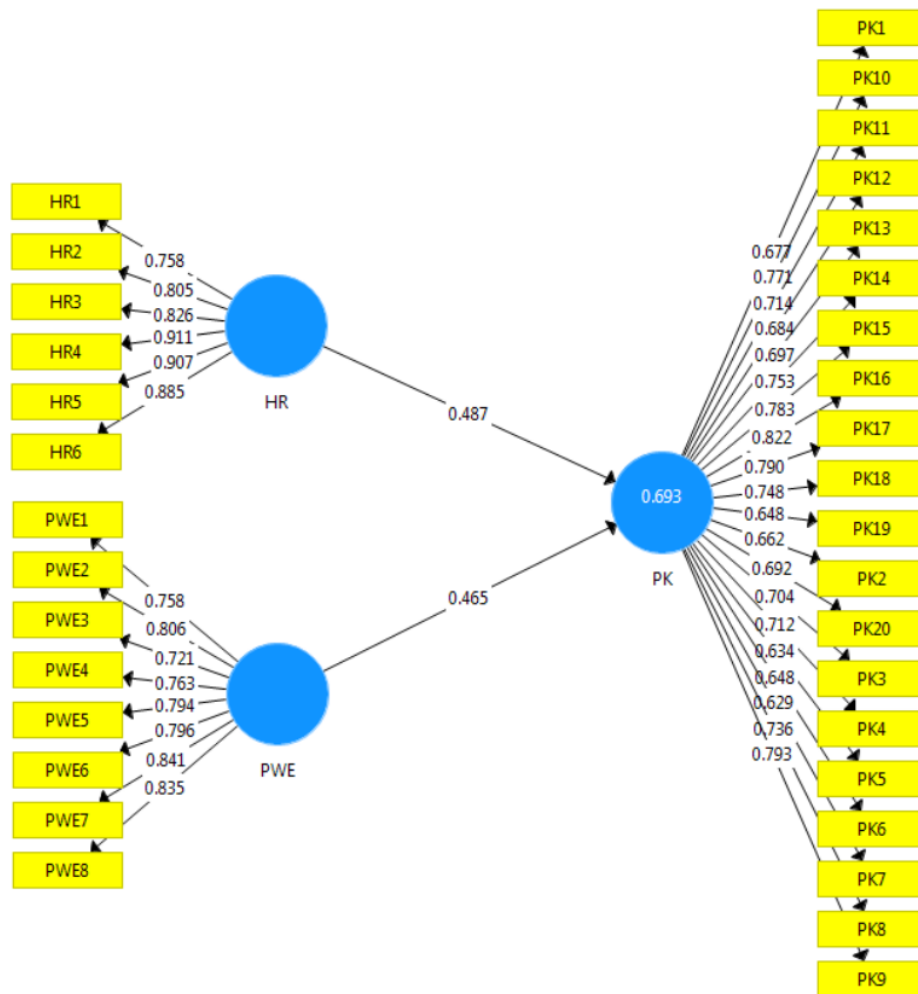 HR1
HR2
HR3
HR4
HR5
HR6
0.758
0.805
0.826
0.911
0.907
0.885
HR
PWE1
PWE2
PWE3
PWE4
PWE5
PWE6
PWE7
PWE8
0.758
0.806
0.721
0.763
0.794
0.796
0.841
0.835
PWE
0.487
0.465
0.693
PK
0.677
0.771
0.714
0.684
0.697
0.753
0.783
0.822
0.790
0.748
0.648
0.662
0.692
0.704
0.712
0.634
0.648
0.629
0.736
0.793
PK1
PK10
PK11
PK12
PK13
PK14
PK15
PK16
PK17
PK18
PK19
PK2
PK20
PK3
PK4
PK5
PK6
PK7
PK8
PK9